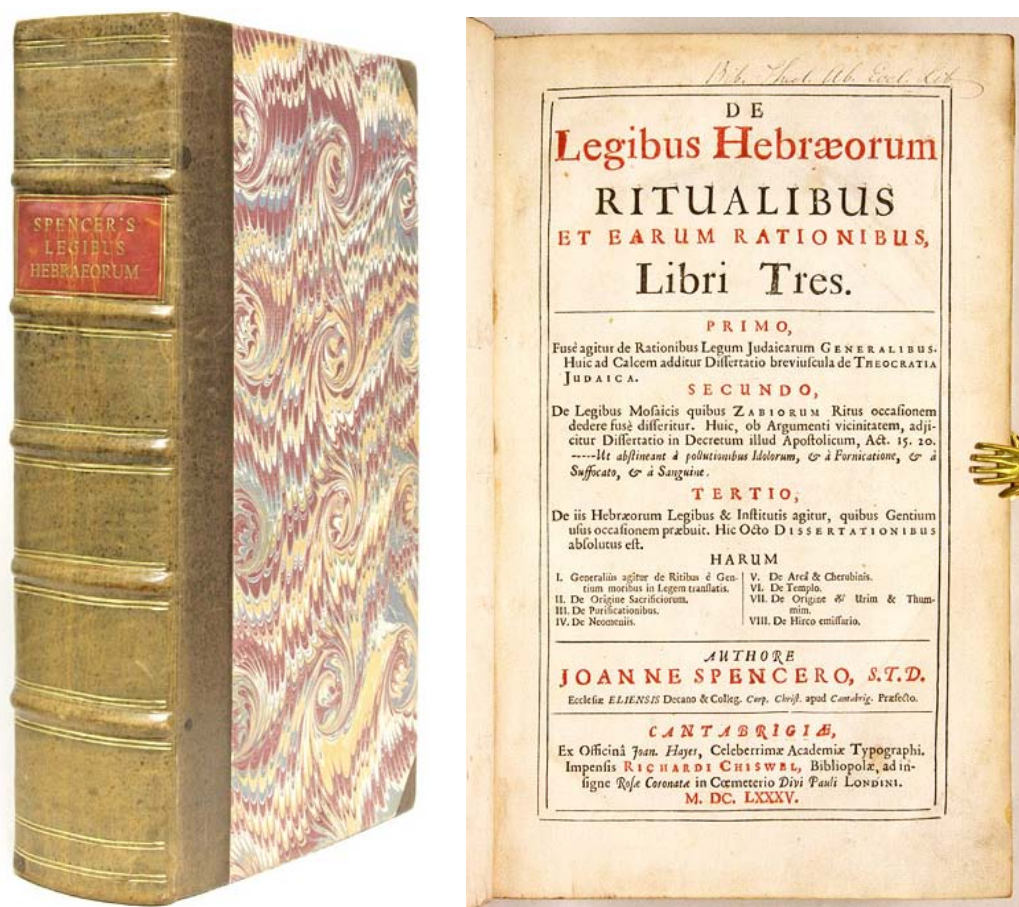 SPENCER'S
LEGIBUS
HEBRAEORUM
DE
Legibus Hebræorum
RITUALIBUS
ET EARUM RATIONIBUS,
Libri Tres.
PRIMO,
Fusè agitur de Rationibus Legum Judaicarum GENERALIBUS.
Huic ad Calcem additur Dissertatio breviuscula de THEOCRATIA
JUDAICA.
SECUNDO,
De Legibus Mosaicis quibus ZABIORUM Ritus occasionem
dedere fusè disseritur. Huic, ob Argumenti vicinitatem, adji-
citur Dissertatio in Decretum illud Apostolicum, Act. 15. 20.
-----Ut abstineant à pollutionibus Idolorum, & à Fornicatione, & à
Suffocato, & à Sanguine.
TERTIO,
De iis Hebræorum Legibus & Institutis agitur, quibus Gentium
usus occasionem præbuit. Hic Octo DISSERTATIONIBUS
absolutus est.
HARUM
I. Generaliùs agitur de Ritibus è Gen-
tium moribus in Legem translatis.
II. De Origine Sacrificiorum.
III. De Purificationibus.
IV. De Neomeniis.
V. De Arcâ & Cherubinis.
VI. De Templo.
VII. De Origine & Urim & Thum-
mim.
VIII. De Hirco emissario.
AUTHORE
JOANNE SPENCERO, S.T.D.
Ecclesiæ ELIENSIS Decano & Colleg. Corp. Christ. apud Cantabrig. Præfecto.
CANTABRIGIÆ,
Ex Officinâ Joan. Hayes, Celeberrimæ Academiæ Typographi.
Impensis RICHARDI CHISWEL, Bibliopolæ, ad in-
signe Rosæ Coronatæ in Cœmeterio Divi Pauli LONDINI.
M. DC. LXXXV.